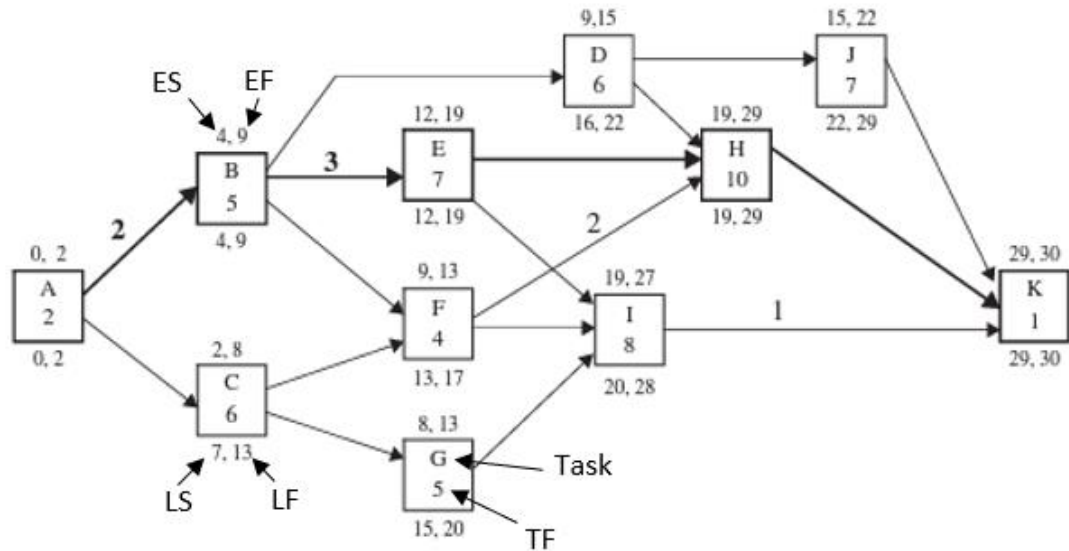 9,15
D
6
16, 22
15, 22
J
7
22, 29
ES
EF
4, 9
B
5
4, 9
3
12, 19
E
7
12, 19
19, 29
H
10
19, 29
2
2
0, 2
A
2
0, 2
9, 13
F
4
13, 17
19, 27
I
8
20, 28
1
29, 30
K
1
29, 30
2, 8
C
6
7, 13
LS
LF
8, 13
G
5
15, 20
Task
TF